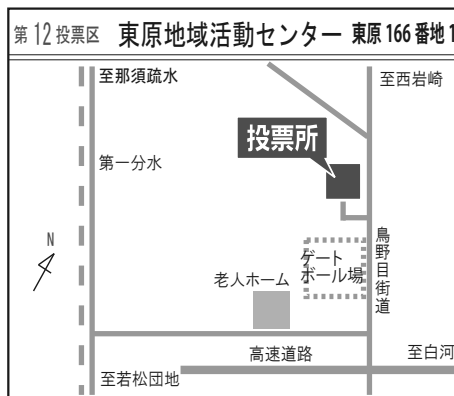 第12投票区 東原地域活動センター 東原166番地1
至那須疏水
至西岩崎
投票所
第一分水
N
鳥野目街道
ゲート
ボール場
老人ホーム
高速道路
至白河
至若松団地